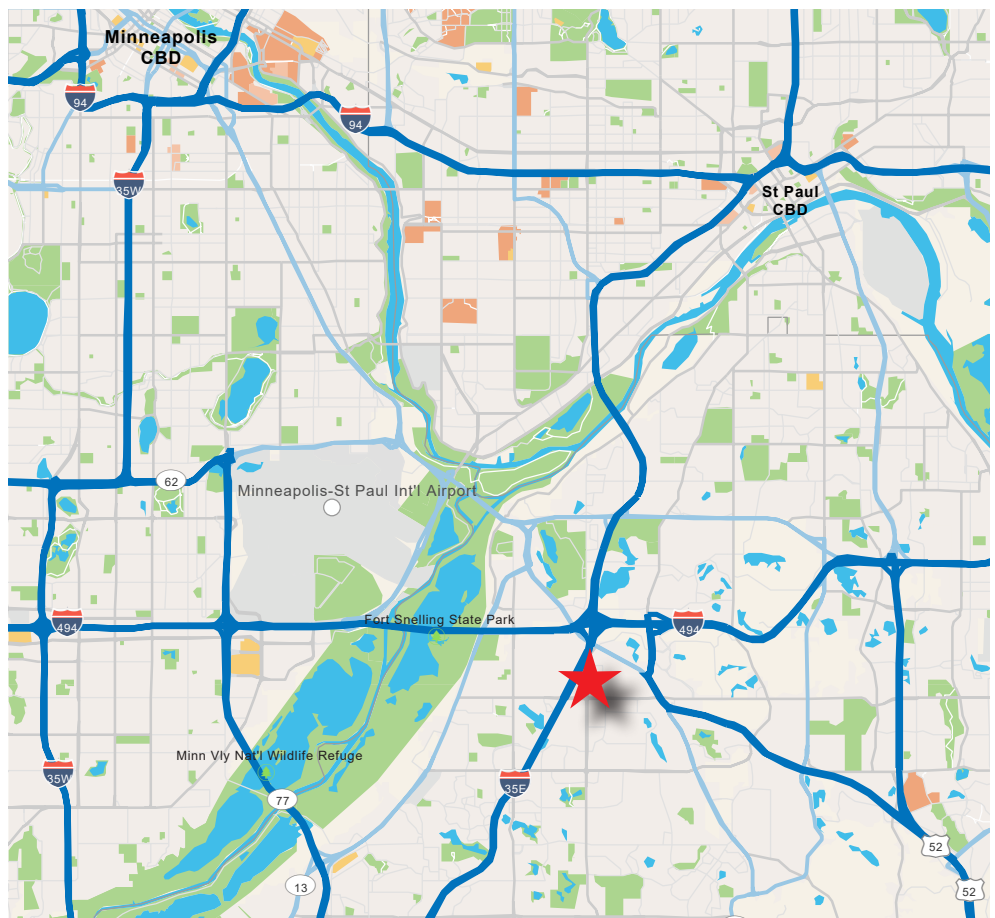 Minneapolis
CBD
94
94
35W
St Paul
CBD
62
Minneapolis-St Paul Int'l Airport
Fort Snelling State Park
494
494
Minn Vly Nat'l Wildlife Refuge
35W
35E
77
52
13
52